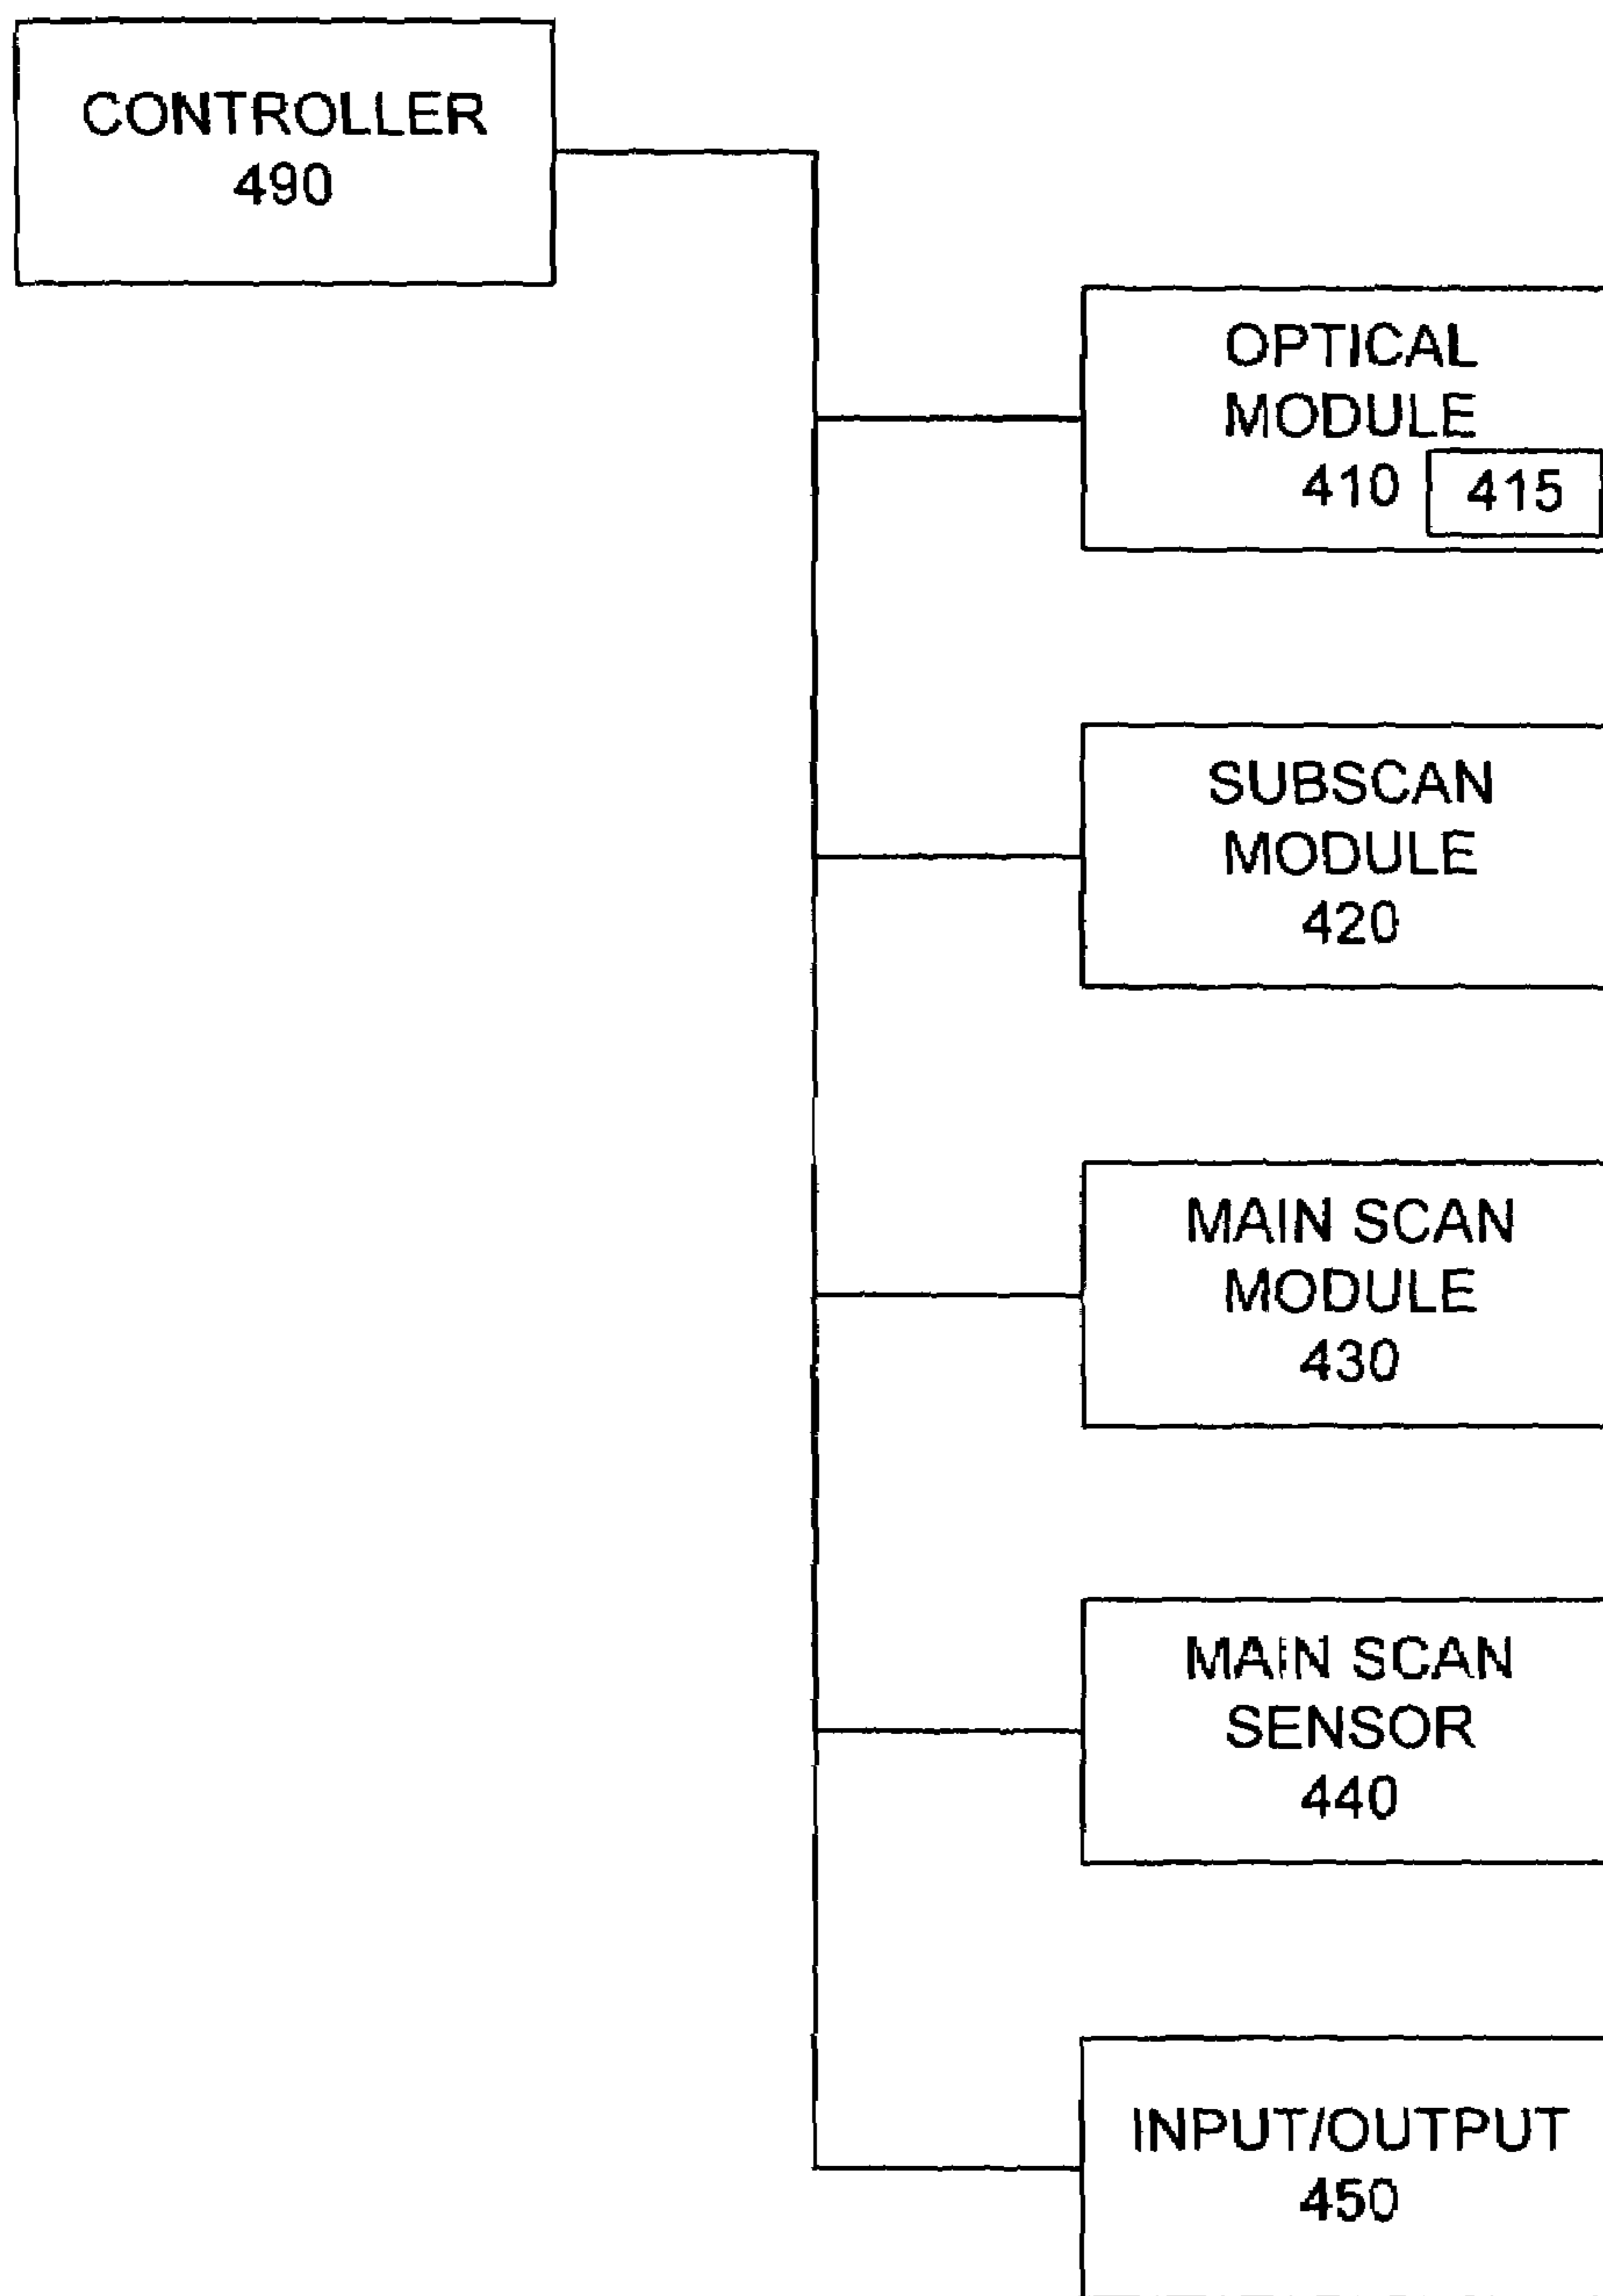 CONTROLLER
490
OPTICAL
MODULE
410
415
SUBSCAN
MODULE
420
MAIN SCAN
MODULE
430
MAIN SCAN
SENSOR
440
INPUT/OUTPUT
450